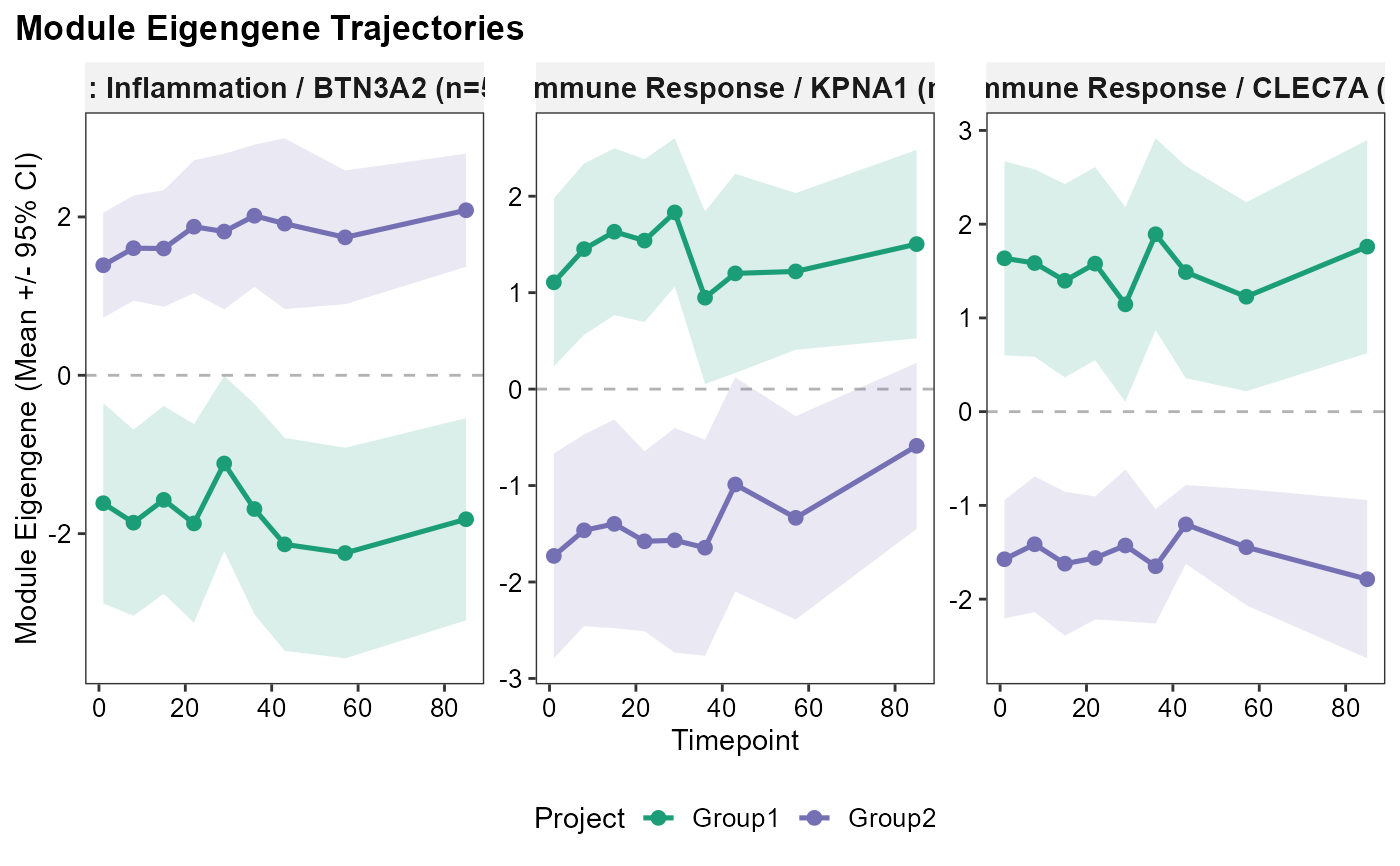 Module Eigengene Trajectories
: Inflammation / BTN3A2 (n=5
mmune Response / KPNA1 (n
mmune Response / CLEC7A (
Module Eigengene (Mean +/- 95% CI)
2
0
-2
2
1
0
-1
-2
-3
3
2
1
0
-1
-2
0 20 40 60 80
0 20 40 60 80
0 20 40 60 80
Timepoint
Project Group1 Group2